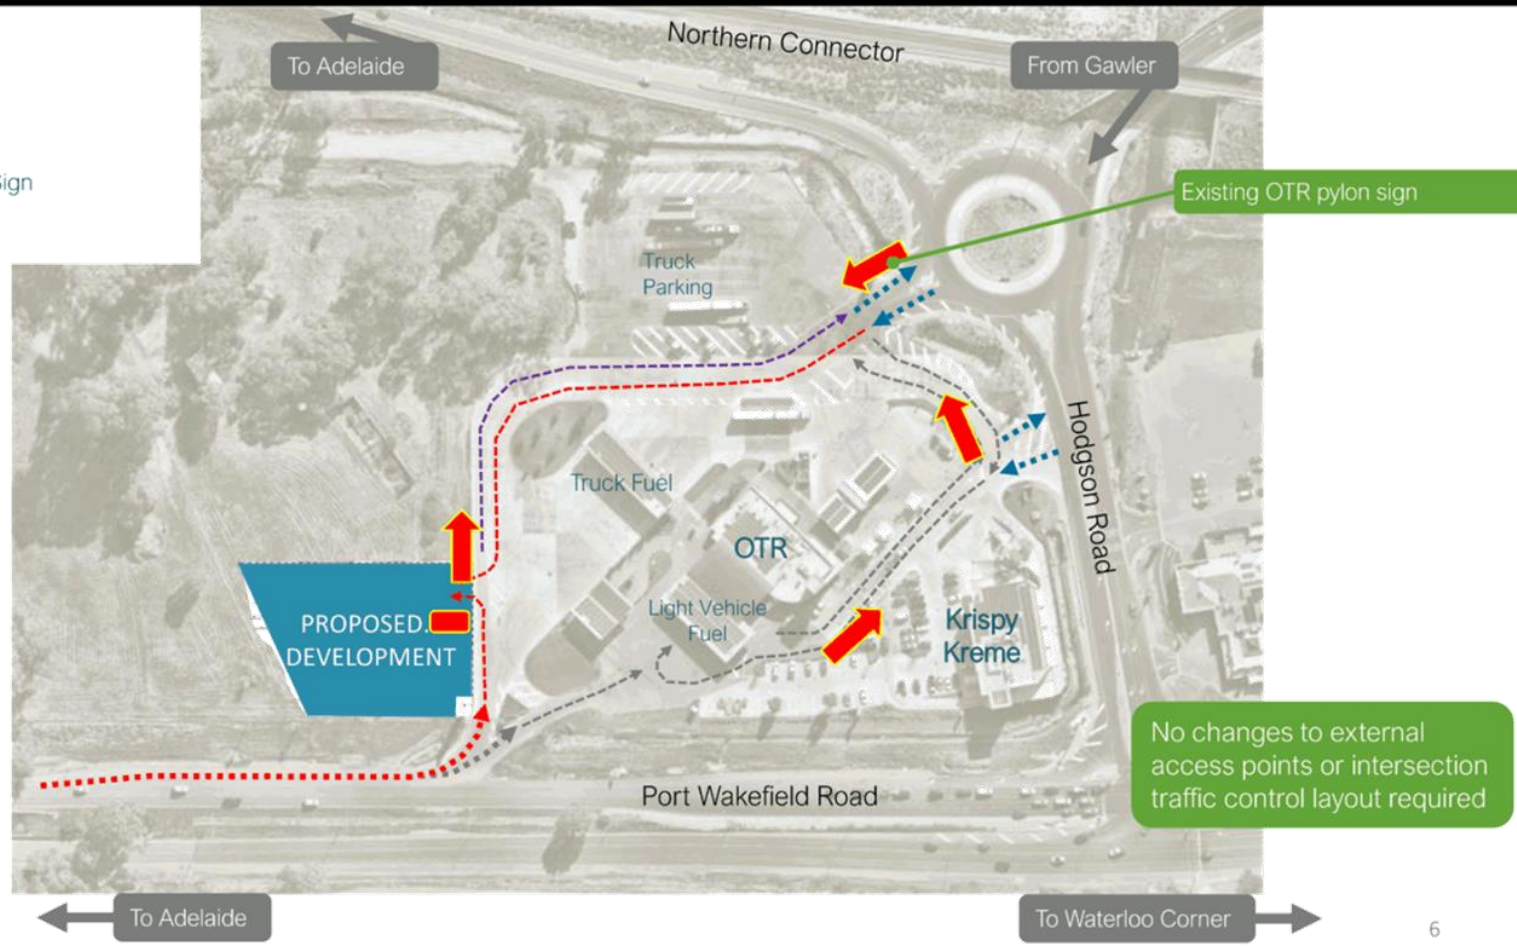 Northern Connector
To Adelaide
From Gawler
Sign
Existing OTR pylon sign
Truck
Parking
Hodgson Road
Truck Fuel
OTR
Light Vehicle
Fuel
Krispy
Kreme
PROPOSED.
DEVELOPMENT
No changes to external
access points or intersection
traffic control layout required
Port Wakefield Road
To Adelaide
To Waterloo Corner
6